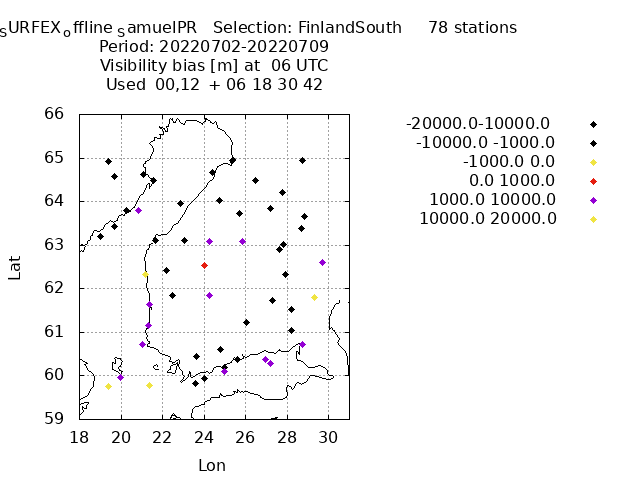 SURFEXoffline SamuelPR Selection: FinlandSouth 78 stations
Period: 20220702-20220709
Visibility bias [m] at 06 UTC
Used 00,12 + 06 18 30 42
-20000.0-10000.0
-10000.0 -1000.0
-1000.0 0.0
0.0 1000.0
1000.0 10000.0
10000.0 20000.0
66
65
64
63
62
61
60
59
Lat
18 20 22 24 26 28 30
Lon